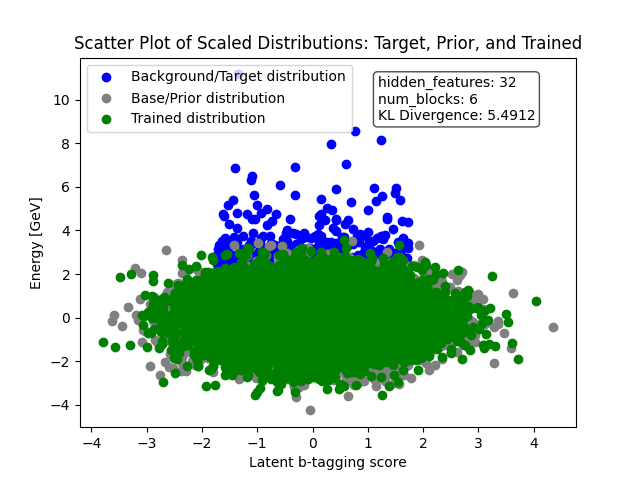 Scatter Plot of Scaled Distributions: Target, Prior, and Trained
Background/Target distribution
Base/Prior distribution
Trained distribution
hidden_features: 32
num_blocks: 6
KL Divergence: 5.4912
Energy [GeV]
10
8
6
4
2
0
−2
−4
−4 −3 −2 −1 0 1 2 3 4
Latent b-tagging score